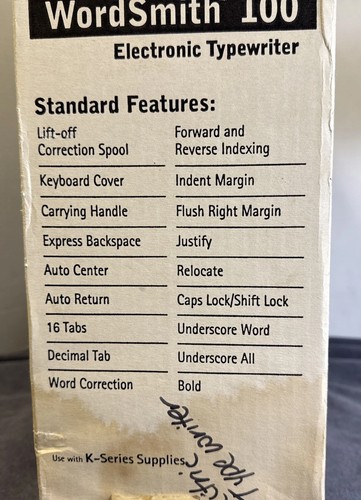 WordSmith 100
Electronic Typewriter
Standard Features:
Lift-off
Correction Spool
Keyboard Cover
Carrying Handle
Express Backspace
Auto Center
Auto Return
16 Tabs
Decimal Tab
Word Correction
Forward and
Reverse Indexing
Indent Margin
Flush Right Margin
Justify
Relocate
Caps Lock/Shift Lock
Underscore Word
Underscore All
Bold
Use with K-Series Supplies.
Typewriter